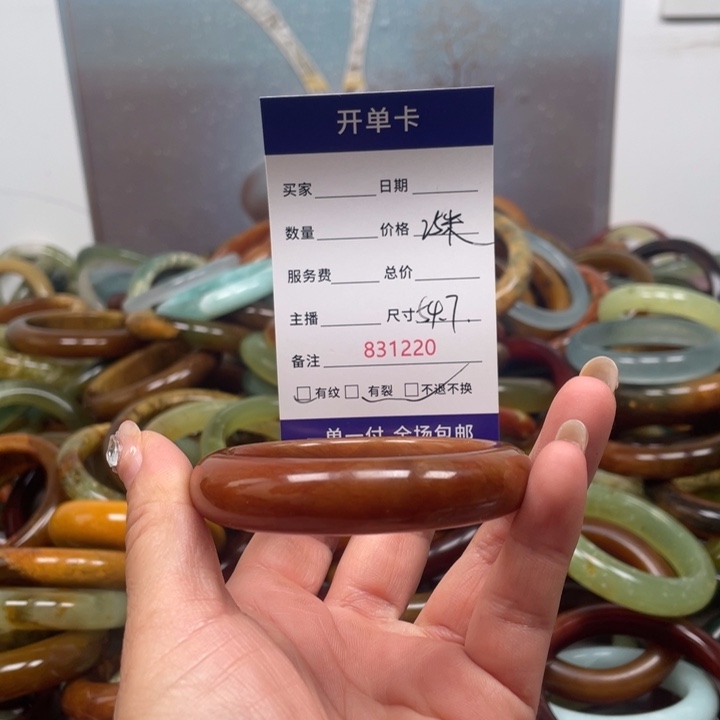 开单卡
买家 日期
数量 价格 25米
服务费 总价
主播 尺寸 54.7.
备注 831220
有纹 有裂 不退不换
单一付 全场包邮